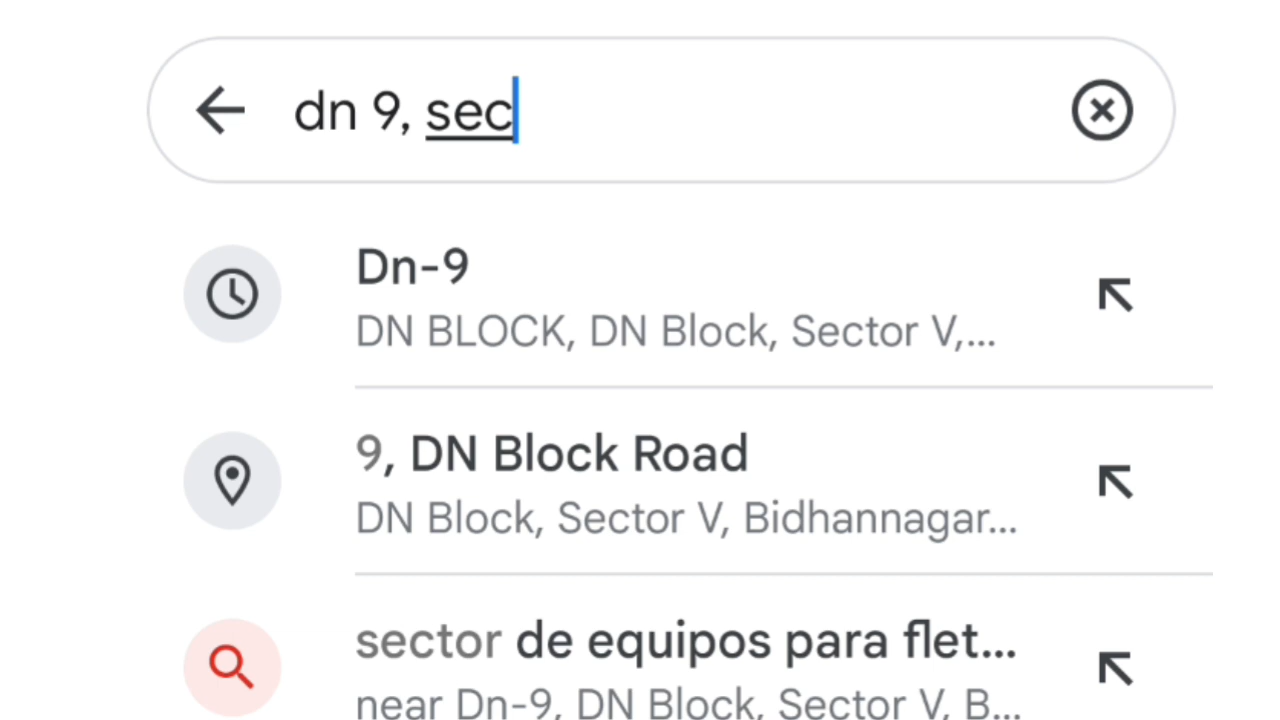 dn 9, sec
Dn-9
DN BLOCK, DN Block, Sector V,...
9, DN Block Road
DN Block, Sector V, Bidhannagar...
sector de equipos para flet...
near Dn-9, DN Block, Sector V, B...